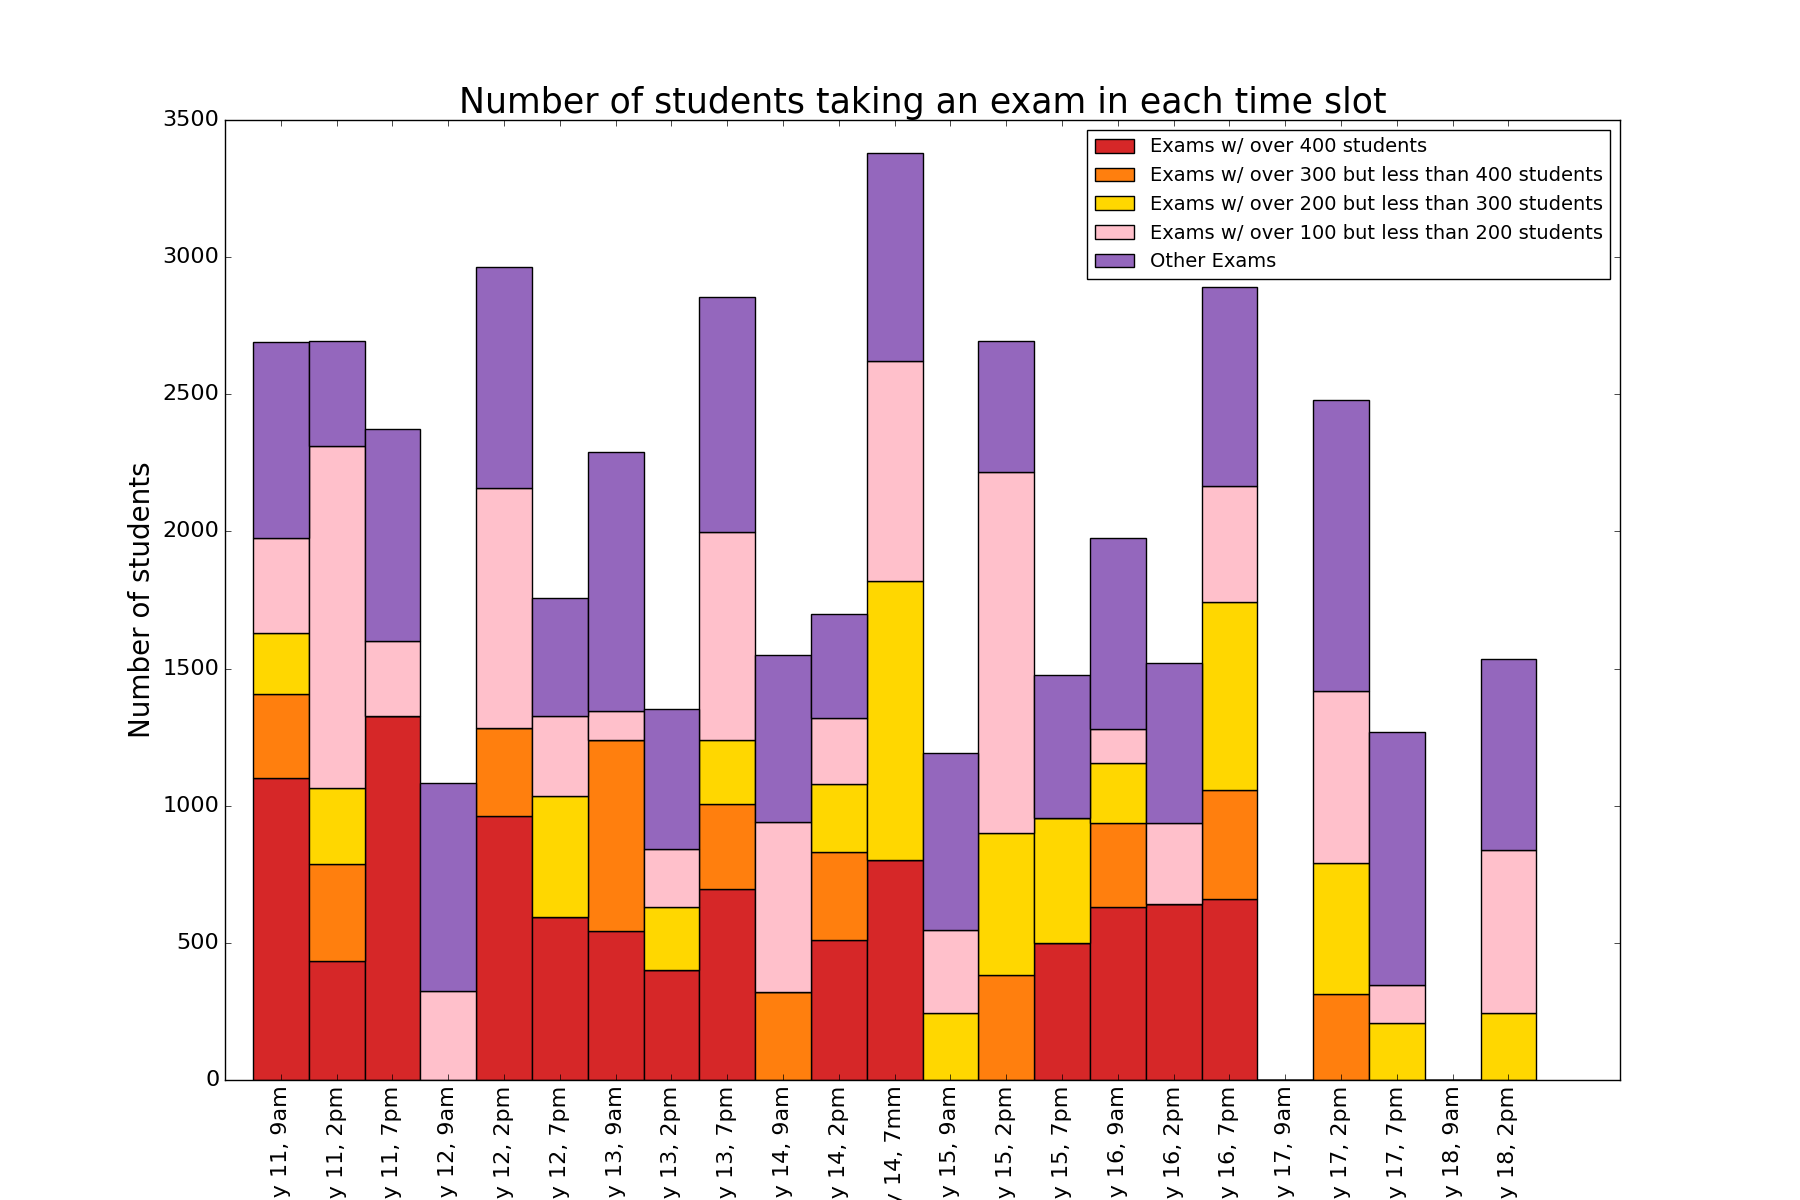 Number of students taking an exam in each time slot
3500
3000
2500
2000
1500
1000
500
0
Number of students
Exams w/ over 400 students
Exams w/ over 300 but less than 400 students
Exams w/ over 200 but less than 300 students
Exams w/ over 100 but less than 200 students
Other Exams
y 11, 9am
y 11, 2pm
y 11, 7pm
y 12, 9am
y 12, 2pm
y 12, 7pm
y 13, 9am
y 13, 2pm
y 13, 7pm
y 14, 9am
y 14, 2pm
y 14, 7mm
y 15, 9am
y 15, 2pm
y 15, 7pm
y 16, 9am
y 16, 2pm
y 16, 7pm
y 17, 9am
y 17, 2pm
y 17, 7pm
y 18, 9am
y 18, 2pm